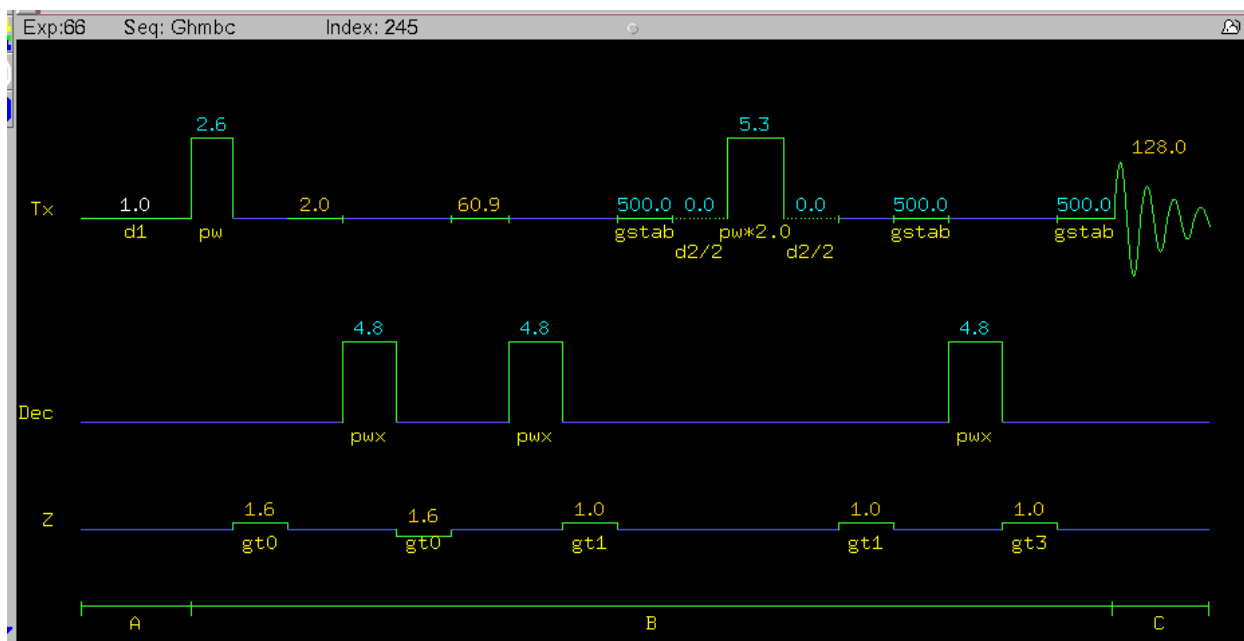 Exp:66 Seq: Ghmbc Index: 245
2.6 5.3
128.0
Tx 1.0 2.0 60.9 500.0 0.0 0.0 500.0 500.0
d1 pw gstab pw*2.0 gstab gstab
d2/2 d2/2
4.8 4.8 4.8
Dec
pwx pwx pwx
1.6 1.6 1.0 1.0 1.0
Z
gt0 gt0 gt1 gt1 gt3
A B C